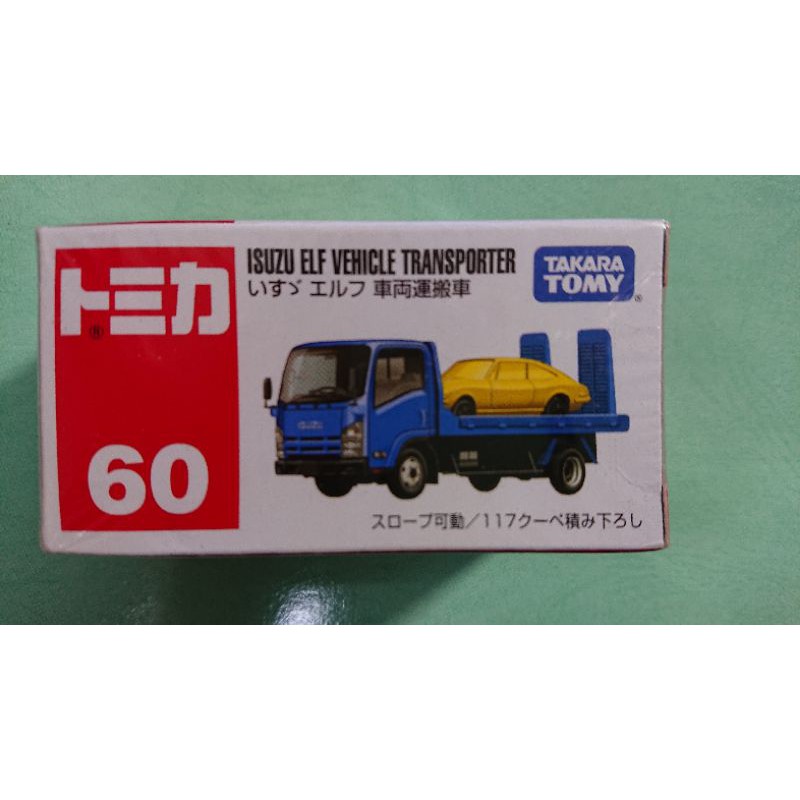 トミカ
®
60
ISUZU ELF VEHICLE TRANSPORTER
いすゞ エルフ 車両運搬車
TAKARA
TOMY
®
ISUZU
スロープ可動/117クーペ積み下ろし